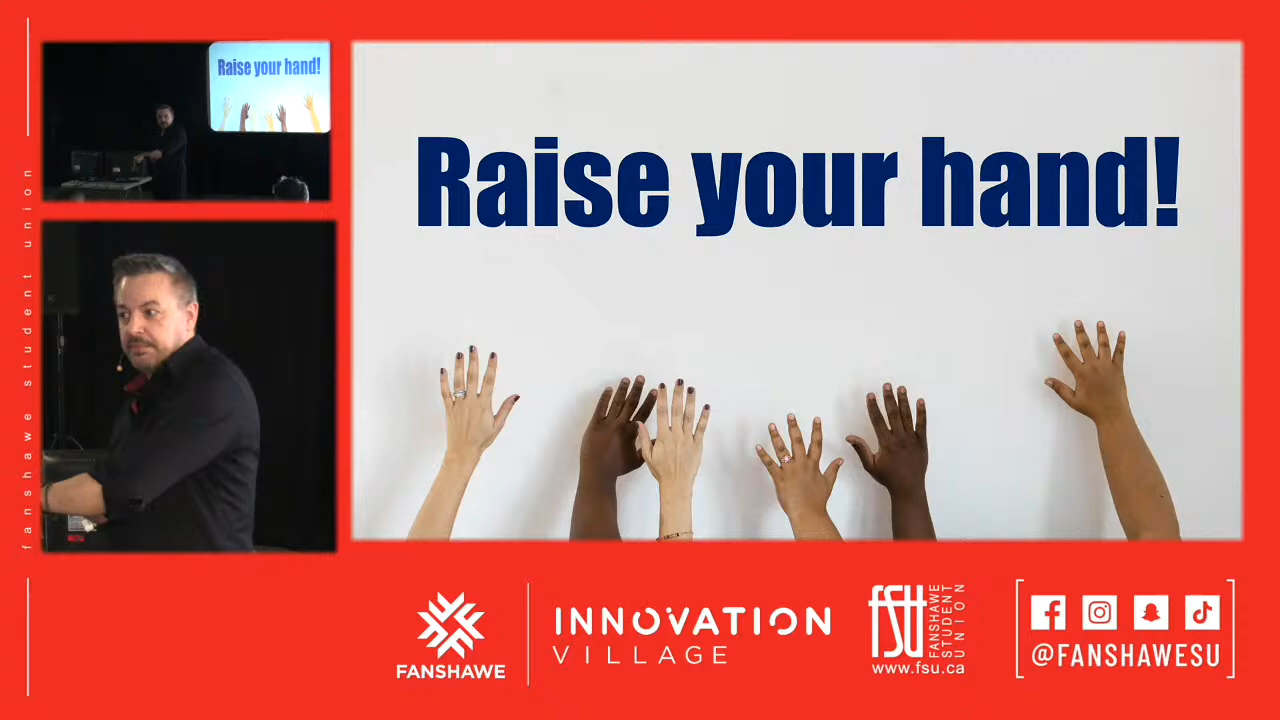 fanshawe student union
Raise your hand!
Raise your hand!
FANSHAWE
INNOVATION
VILLAGE
fsu
FANSHAWE
STUDENT
UNION
www.fsu.ca
@FANSHAWESU